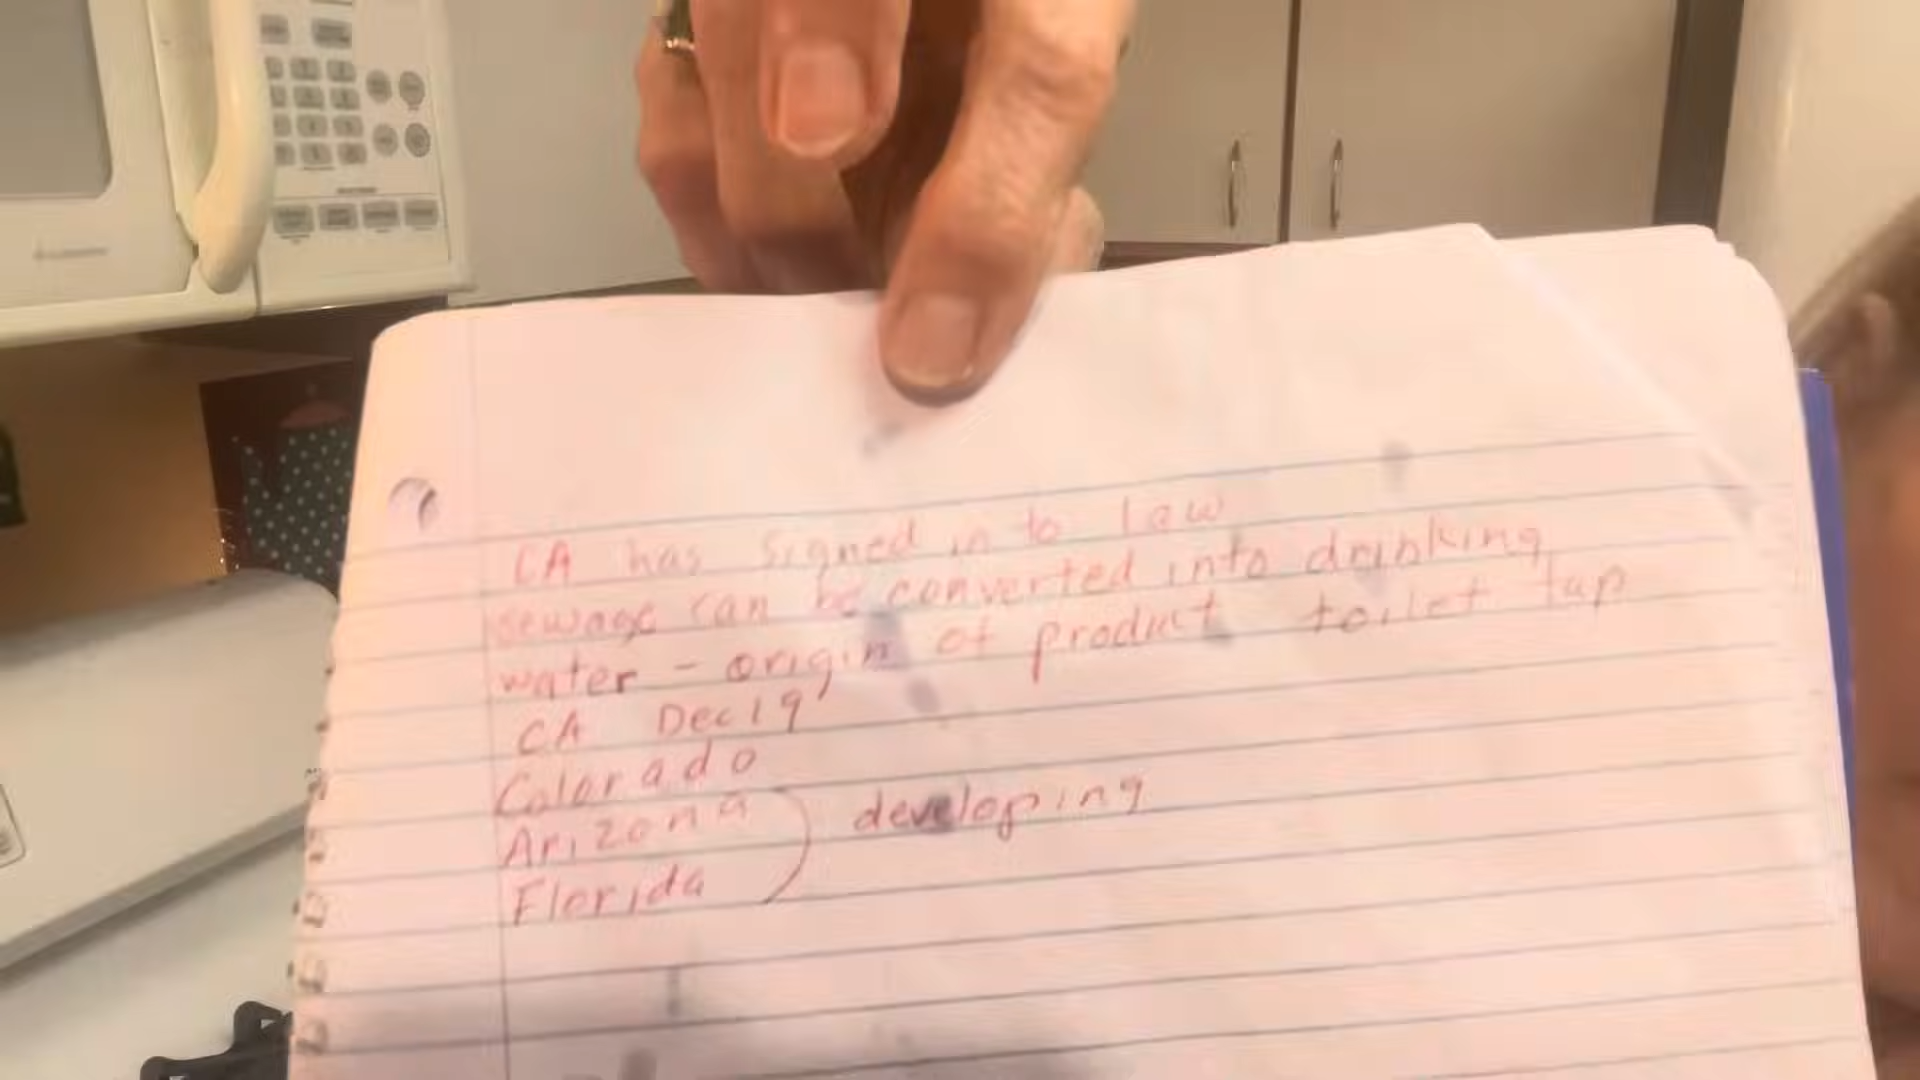 CA has signed in to law
sewage can be converted into drinking
water - origin of product toilet tap
CA Dec 19
Colorado
Arizona
Florida
developing